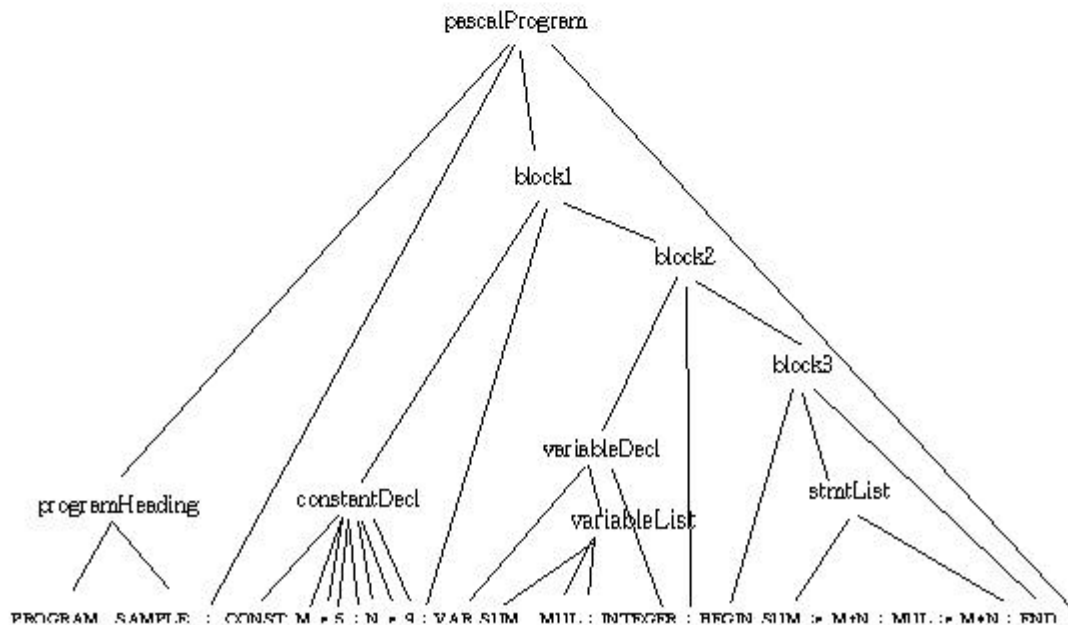 pascalProgram
block1
block2
block3
variableDecl
programHeading constantDecl stmtList
variableList
PROGRAM SAMPLE ; CONST M = 5 ; N = 9 ; VAR SUM MUL : INTEGER ; BEGIN SUM := M+N ; MUL := M*N ; END